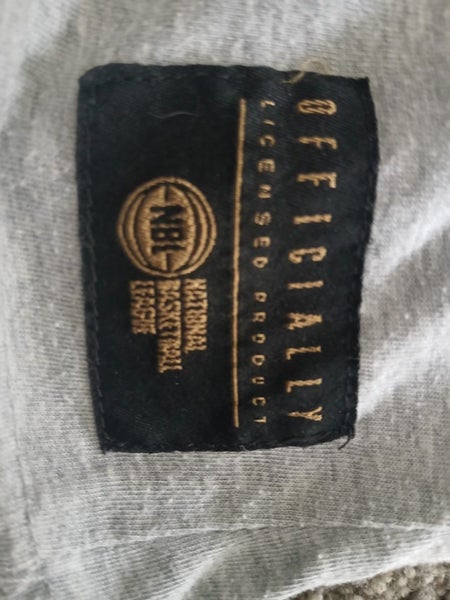 OFFICIALLY
LICENSED PRODUCT
NBL
NATIONAL
BASKETBALL
LEAGUE